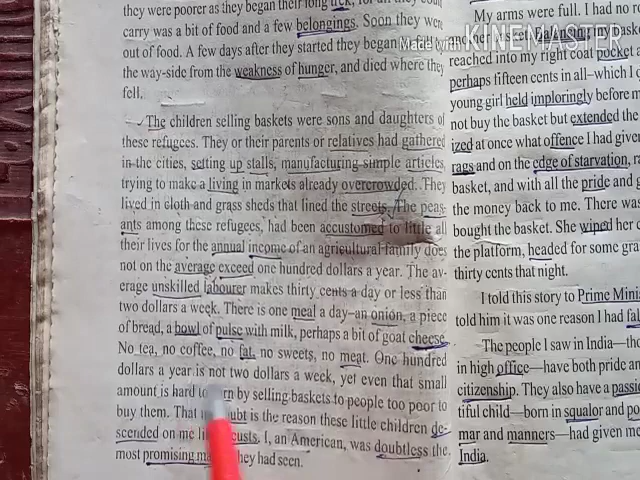 they were poorer as they began their long trek, for all they could
carry was a bit of food and a few belongings. Soon they were
out of food. A few days after they started they began to fall
the way-side from the weakness of hunger, and died where they
fell.
The children selling baskets were sons and daughters of
these refugees. They or their parents or relatives had gathered
in the cities, setting up stalls, manufacturing simple articles,
trying to make a living in markets already overcrowded. They
lived in cloth and grass sheds that lined the streets. The peas-
ants among these refugees, had been accustomed to little all
their lives for the annual income of an agricultural family does
not on the average exceed one hundred dollars a year. The av-
erage unskilled labourer makes thirty cents a day or less than
two dollars a week. There is one meal a day—an onion, a piece
of bread, a bowl of pulse with milk, perhaps a bit of goat cheese.
No tea, no coffee, no fat, no sweets, no meat. One hundred
dollars a year is not two dollars a week, yet even that small
amount is hard to earn by selling baskets to people too poor to
buy them. That no doubt is the reason these little children de-
scended on me like locusts. I, an American, was doubtless the
most promising they had seen.
My arms were full. I had no
reached into my right coat pocket
perhaps fifteen cents in all—which I
young girl held imploringly before
not buy the basket but extended the
ized at once what offence I had
rags and on the edge of starvation,
basket, and with all the pride and
the money back to me. There was
bought the basket. She wiped her
the platform, headed for some
thirty cents that night.
I told this story to Prime
told him it was one reason I had
The people I saw in India—
in high office—have both pride
citizenship. They also have a
tiful child—born in squalor and
mar and manners—had given
India.
Made with KINEMASTER